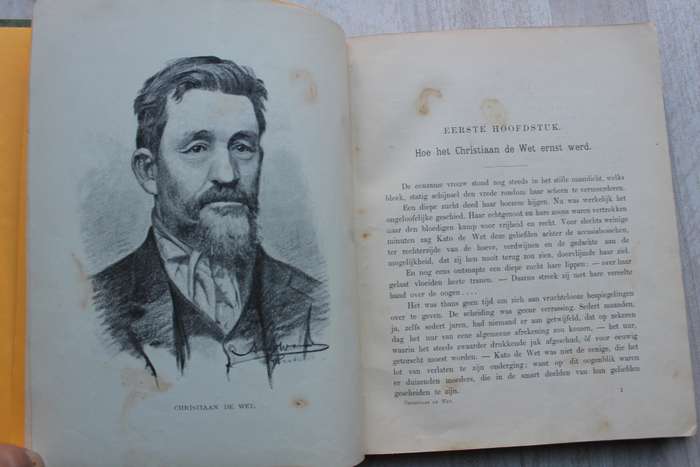 CHRISTIAAN DE WET.
EERSTE HOOFDSTUK.
Hoe het Christiaan de Wet ernst werd.
De eenzame vrouw stond nog steeds in het stille maanlicht, welks
bleek, statig schijnsel den vrede rondom haar scheen te vermeerderen.
Een diepe zucht deed haar boezem hijgen. Nu was werkelijk het
ongeloofelijke geschied. Haar echtgenoot en hare zoons waren vertrokken
naar den bloedigen kamp voor vrijheid en recht. Voor slechts weinige
minuten zag Kato de Wet deze geliefden achter de acaciabosschen,
ter rechterzijde van de hoeve, verdwijnen en de gedachte aan de
mogelijkheid, dat zij hen nooit terug zou zien, doorvlijmde haar ziel.
En nog eens ontsnapte een diepe zucht hare lippen; — over haar
gelaat vloeiden heete tranen. — Daarna streek zij met hare vereelte
hand over de oogen ....
Het was thans geen tijd om zich aan vruchtelooze bespiegelingen
over te geven. De scheiding was geene verrassing. Sedert maanden,
ja, zelfs sedert jaren, had niemand er aan getwijfeld, dat op zekeren
dag het uur van eene algemeene afrekening zou komen, — het uur,
waarin het steeds zwaarder drukkende juk afgeschud, òf voor eeuwig
getorscht moest worden. — Kato de Wet was niet de eenige, die het
lot van verlaten te zijn onderging; want op dit oogenblik waren
er duizenden moeders, die in de smart deelden van hun geliefden
gescheiden te zijn.
Christiaan de Wet.
1